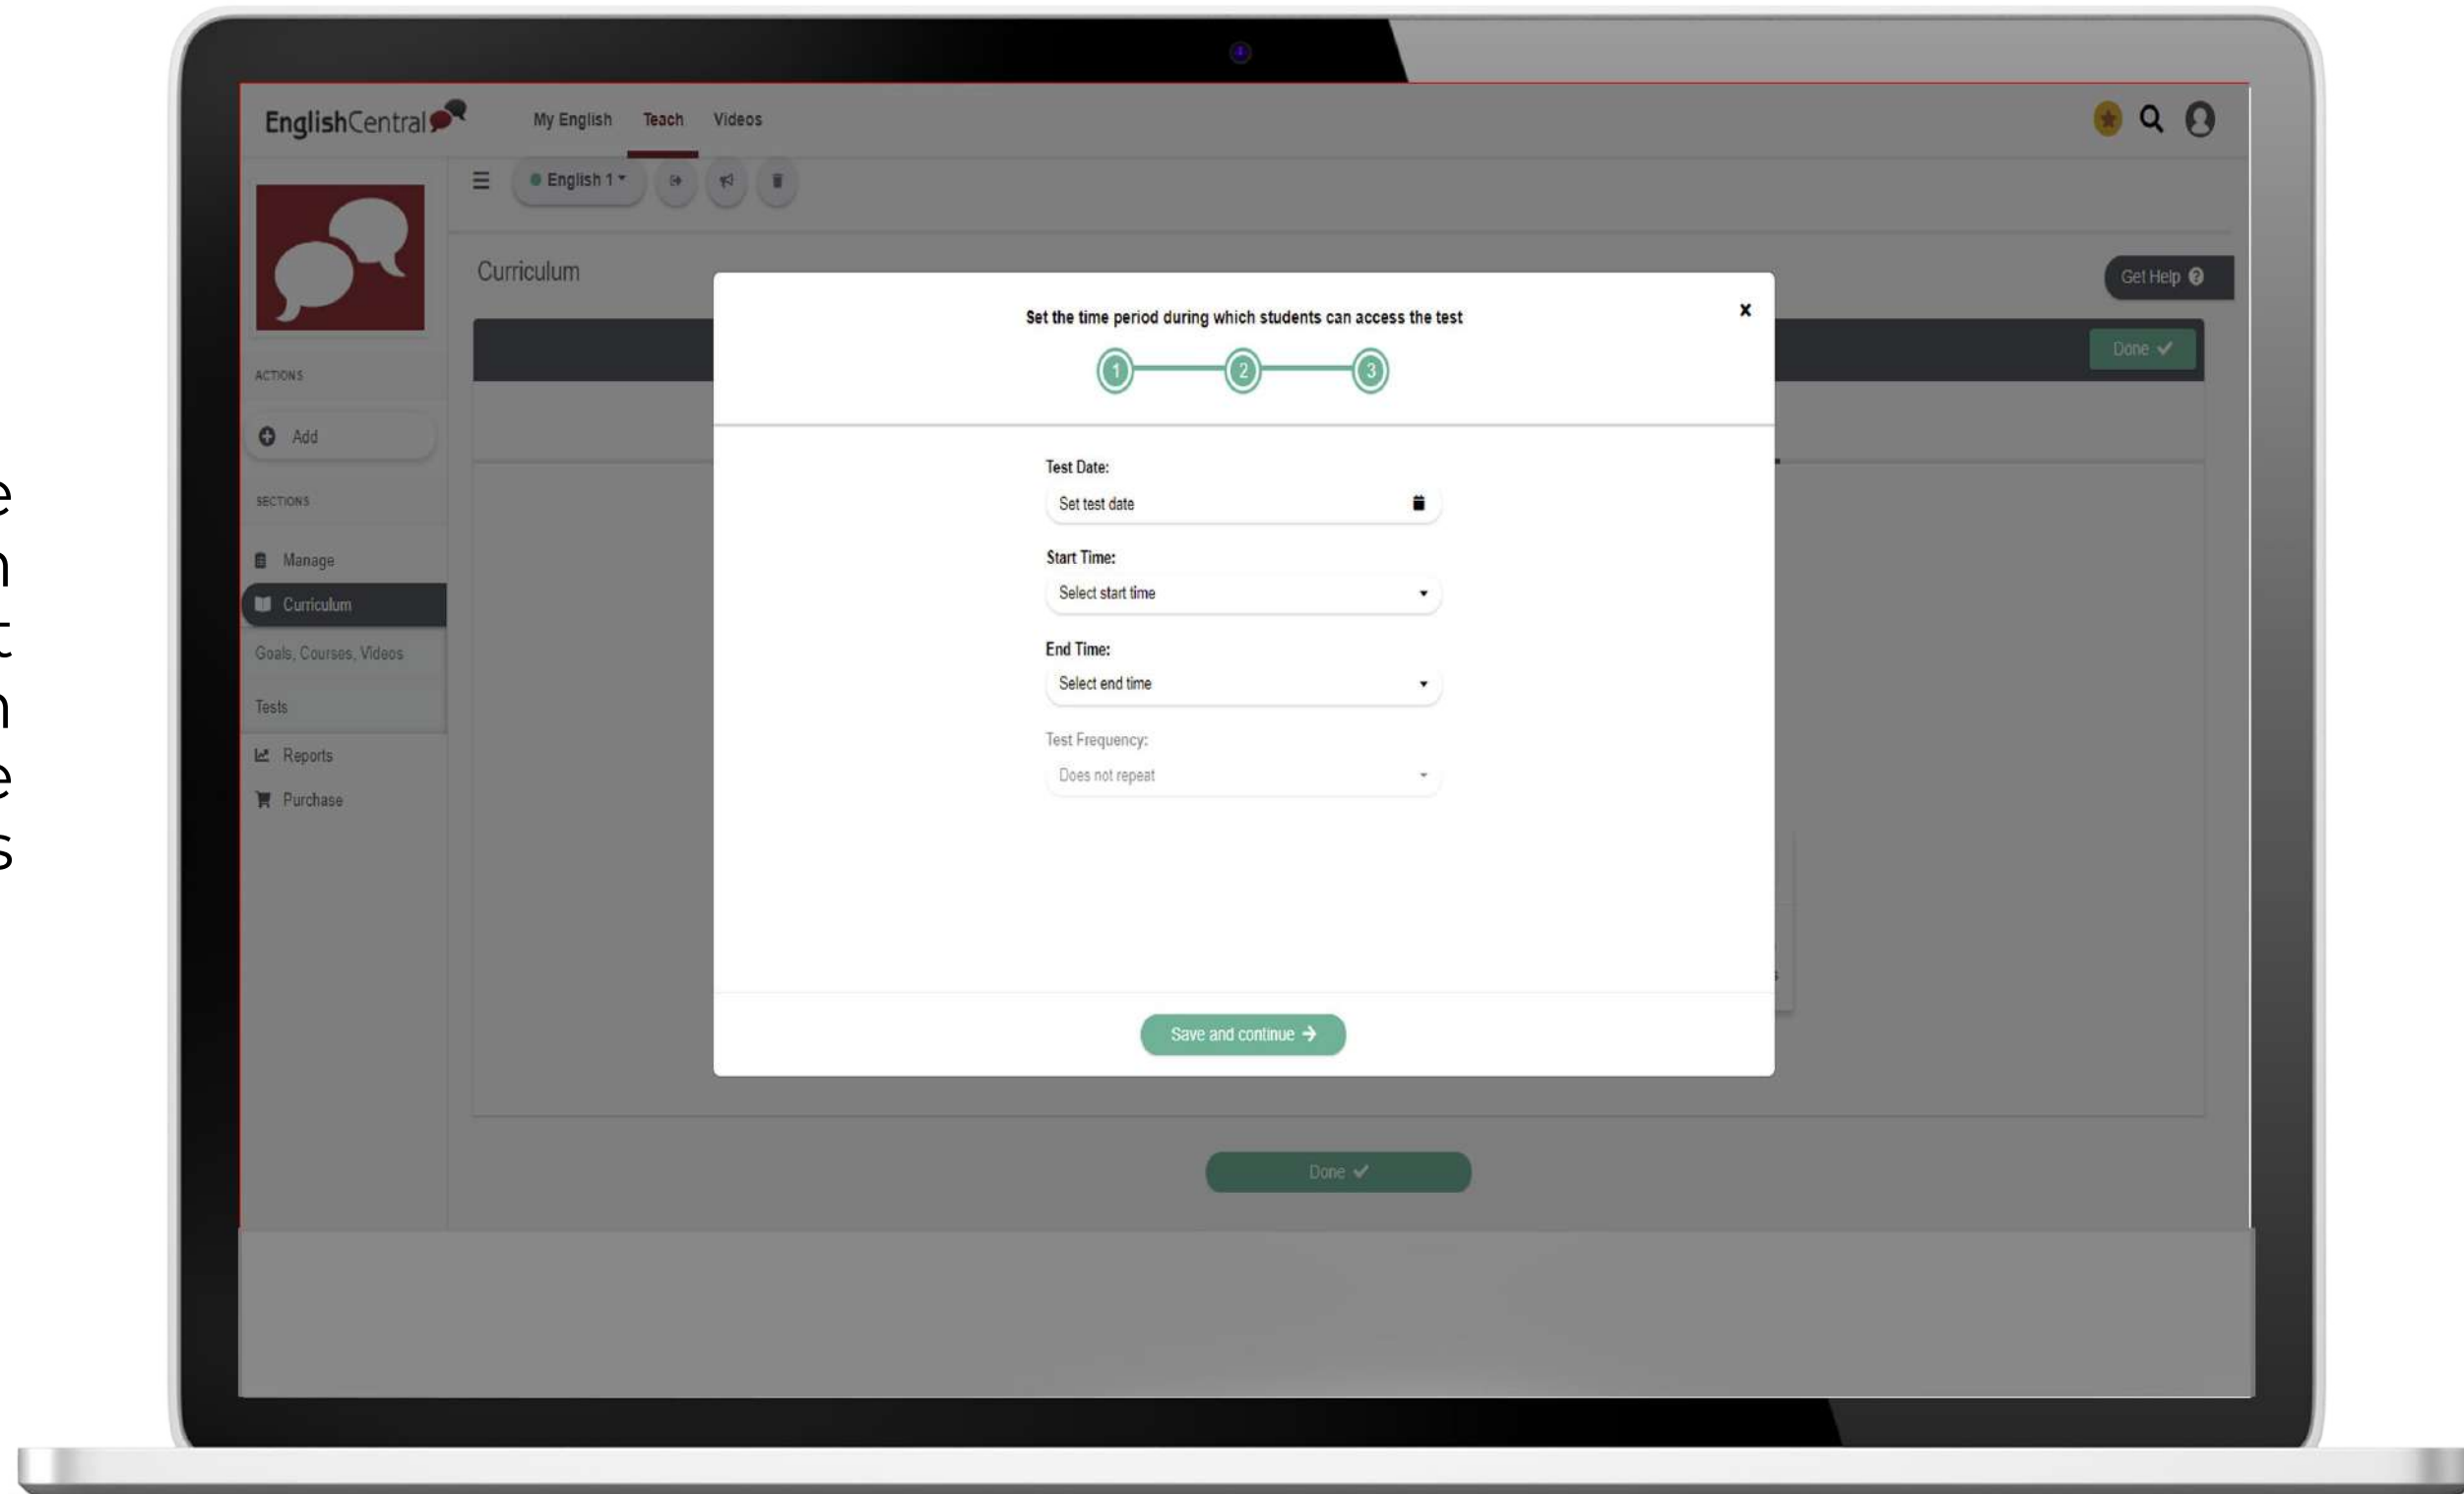 EnglishCentral
My English Teach Videos
English 1
Curriculum
Get Help
Set the time period during which students can access the test
1 2 3
Done
ACTIONS
Add
SECTIONS
Manage
Curriculum
Goals, Courses, Videos
Tests
Reports
Purchase
Test Date:
Set test date
Start Time:
Select start time
End Time:
Select end time
Test Frequency:
Does not repeat
Save and continue
Done